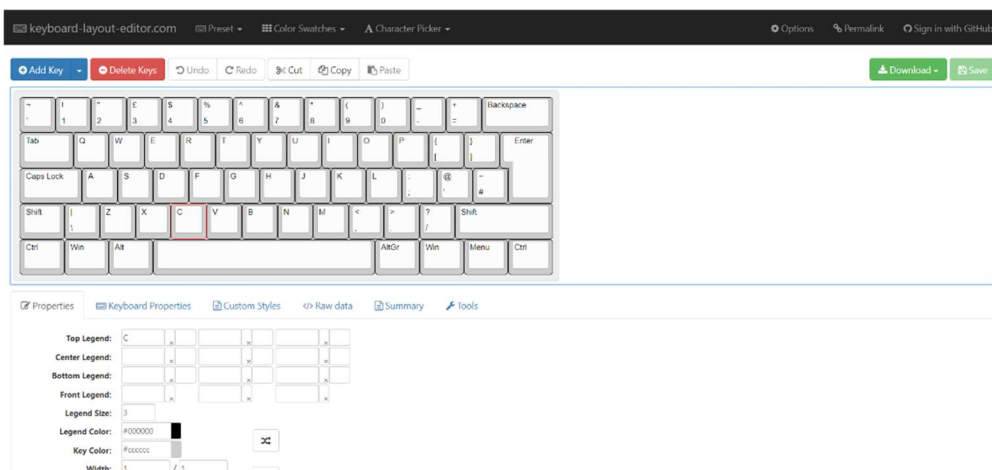 keyboard-layout-editor.com Preset Color Swatches A Character Picker Options Permalink Sign in with GitHub
Add Key Delete Keys Undo Redo Cut Copy Paste Download Save
¬ ! " £ $ % ^ & * ( ) _ + Backspace
` 1 2 3 4 5 6 7 8 9 0 - =
Tab Q W E R T Y U I O P { } Enter
[ ]
Caps Lock A S D F G H J K L : @ ~
; ' #
Shift | Z X C V B N M < > ? Shift
\ , . /
Ctrl Win Alt AltGr Win Menu Ctrl
Properties Keyboard Properties Custom Styles </> Raw data Summary Tools
Top Legend: C
Center Legend:
Bottom Legend:
Front Legend:
Legend Size: 3
Legend Color: #000000
Key Color: #cccccc
Width: 1 / 1